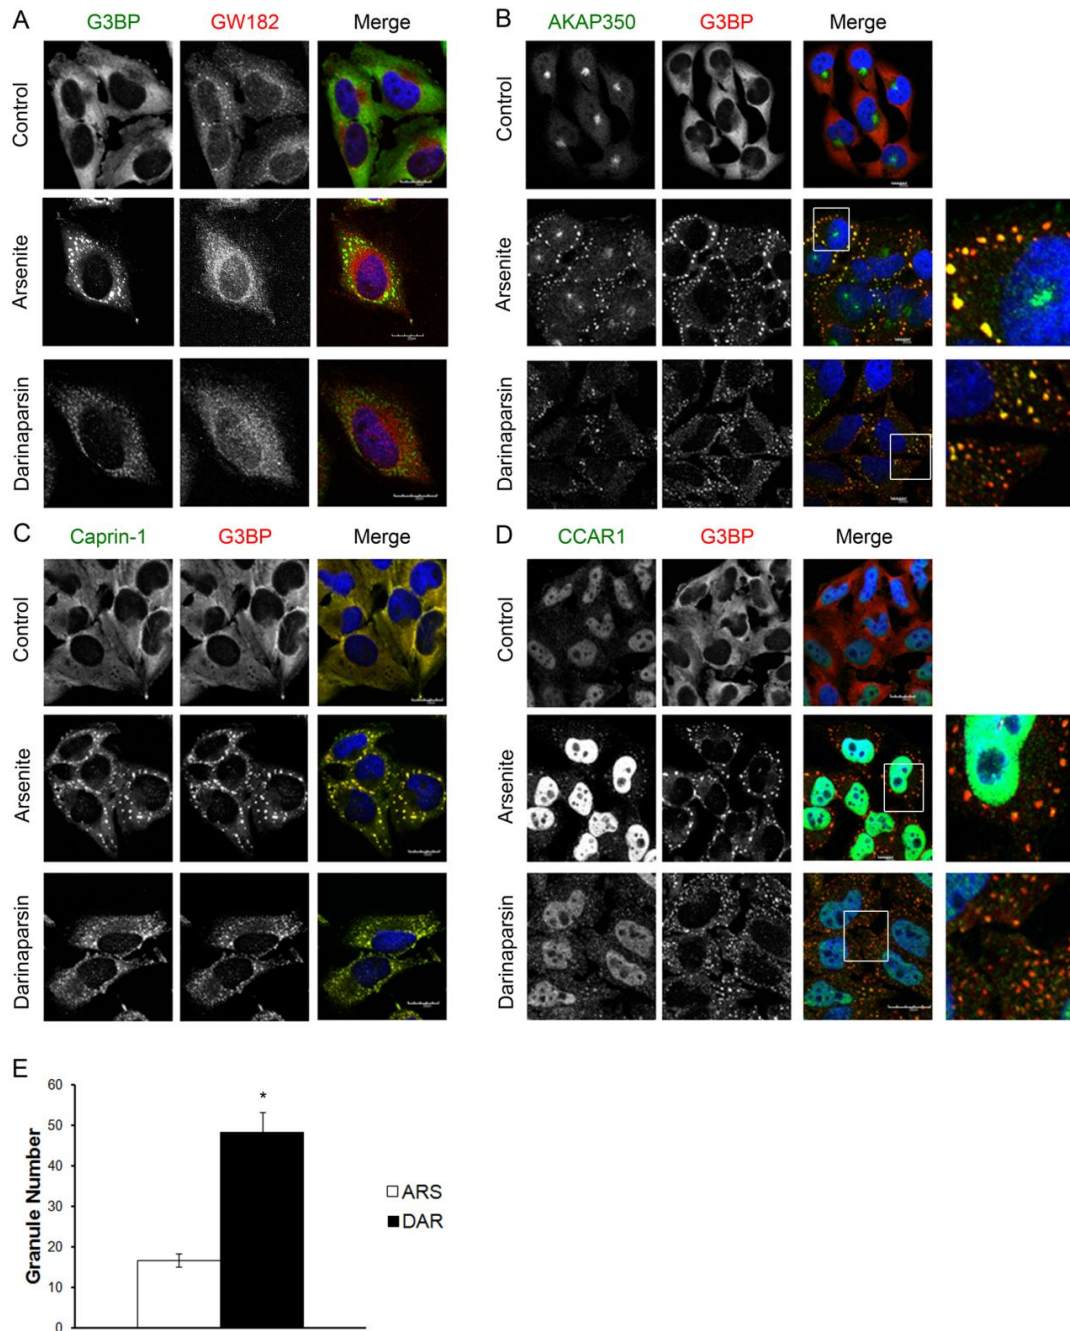 A
G3BP GW182 Merge
Control
Arsenite
Darinaparsin
B
AKAP350 G3BP Merge
Control
Arsenite
Darinaparsin
C
Caprin-1 G3BP Merge
Control
Arsenite
Darinaparsin
D
CCAR1 G3BP Merge
Control
Arsenite
Darinaparsin
E
60
50
40
30
20
10
0
Granule Number
*
ARS
DAR